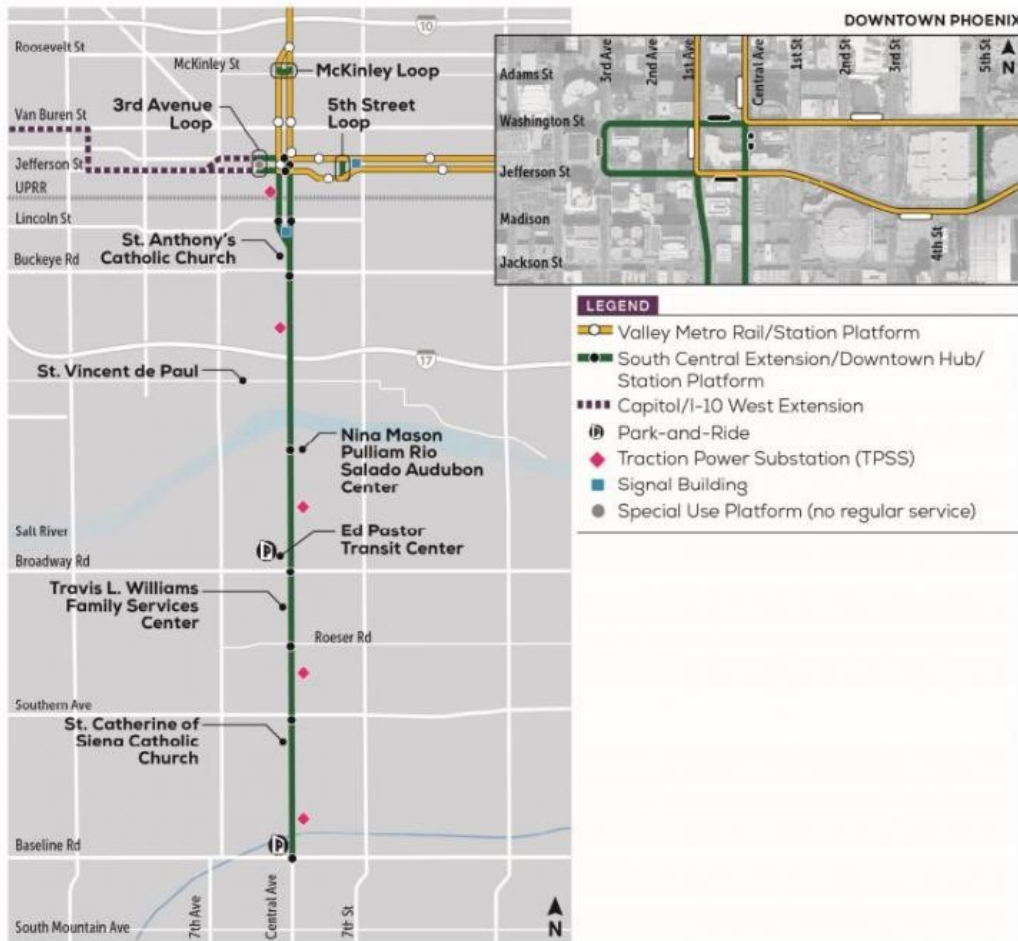 10
Roosevelt St
McKinley St
McKinley Loop
3rd Avenue
Loop
5th Street
Loop
Van Buren St
Jefferson St
UPRR
Lincoln St
St. Anthony's
Catholic Church
Buckeye Rd
17
St. Vincent de Paul
Nina Mason
Pulliam Rio
Salado Audubon
Center
Salt River
P
Ed Pastor
Transit Center
Broadway Rd
Travis L. Williams
Family Services
Center
Roeser Rd
Southern Ave
St. Catherine of
Siena Catholic
Church
P
Baseline Rd
7th Ave
Central Ave
7th St
South Mountain Ave
N
DOWNTOWN PHOENIX
3rd Ave
2nd Ave
1st Ave
Central Ave
1st St
2nd St
3rd St
5th St
N
Adams St
Washington St
Jefferson St
Madison
4th St
Jackson St
LEGEND
Valley Metro Rail/Station Platform
South Central Extension/Downtown Hub/
Station Platform
Capitol/I-10 West Extension
P Park-and-Ride
Traction Power Substation (TPSS)
Signal Building
Special Use Platform (no regular service)